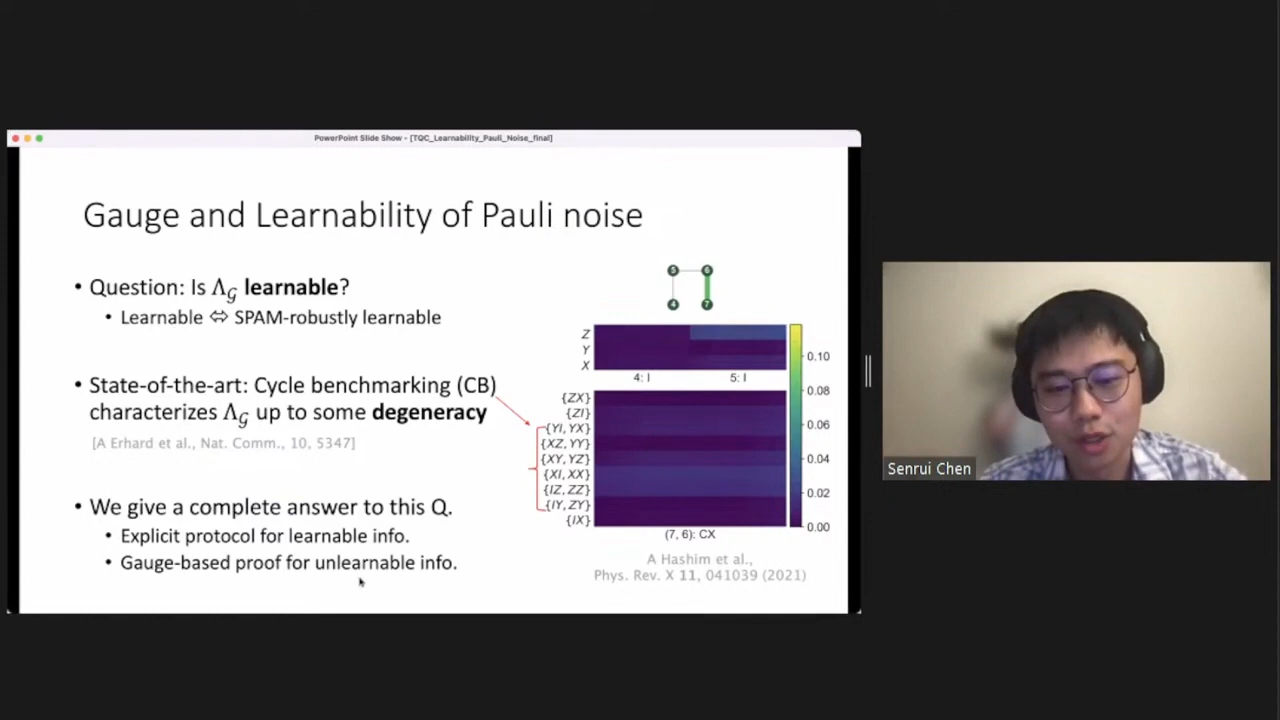 PowerPoint Slide Show - [TQC_Learnability_Pauli_Noise_final]
Gauge and Learnability of Pauli noise
• Question: Is Λ𝒢 learnable?
• Learnable ⇔ SPAM-robustly learnable
• State-of-the-art: Cycle benchmarking (CB)
characterizes Λ𝒢 up to some degeneracy
[A Erhard et al., Nat. Comm., 10, 5347]
• We give a complete answer to this Q.
• Explicit protocol for learnable info.
• Gauge-based proof for unlearnable info.
5 6
4 7
Z
Y
X
4: I 5: I
{ZX}
{ZI}
{YI, YX}
{XZ, YY}
{XY, YZ}
{XI, XX}
{IZ, ZZ}
{IY, ZY}
{IX}
(7, 6): CX
0.10
0.08
0.06
0.04
0.02
0.00
A Hashim et al.,
Phys. Rev. X 11, 041039 (2021)
Senrui Chen